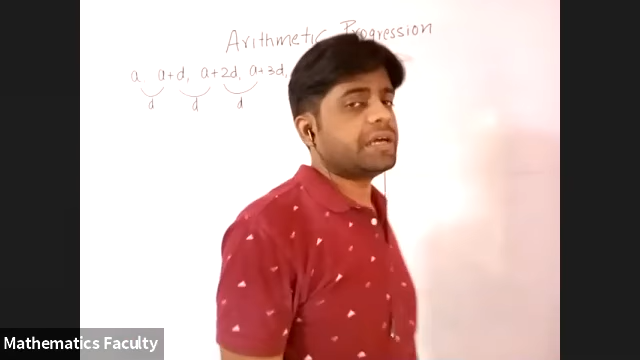 Arithmetic Progression
a, a+d, a+2d, a+3d,
d d d
Mathematics Faculty